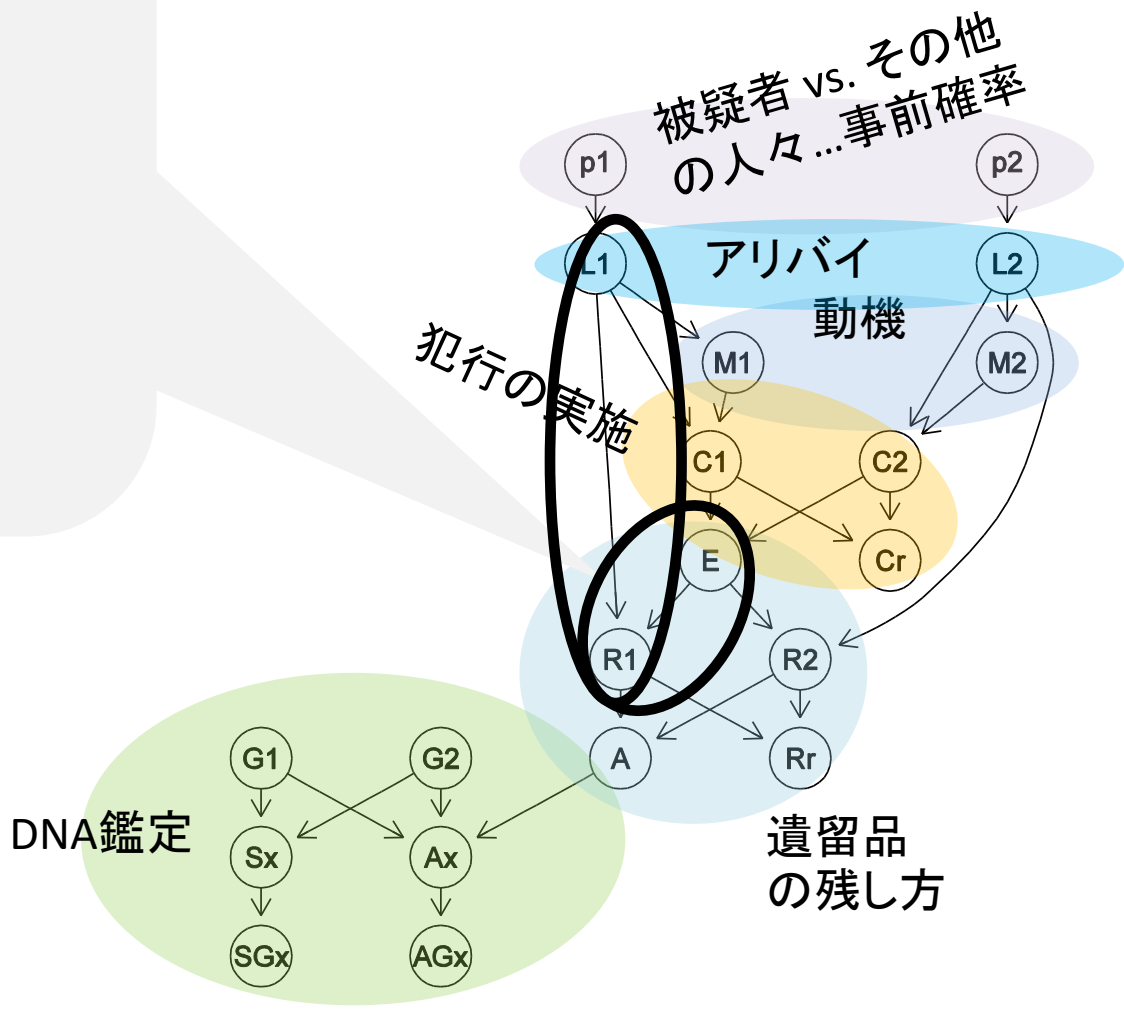 被疑者 vs. その他
の人々…事前確率
p1
p2
L1
アリバイ
L2
動機
M1
M2
犯行の実施
C1
C2
E
Cr
R1
R2
G1
G2
A
Rr
DNA鑑定
Sx
Ax
遺留品
の残し方
SGx
AGx